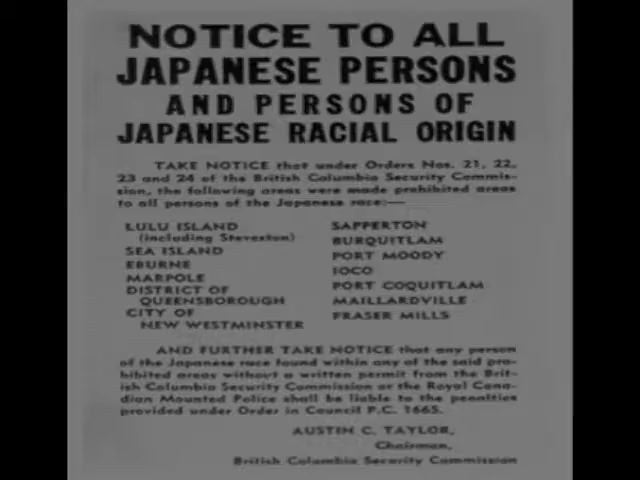 NOTICE TO ALL
JAPANESE PERSONS
AND PERSONS OF
JAPANESE RACIAL ORIGIN
TAKE NOTICE that under Orders Nos. 21, 22,
23 and 24 of the British Columbia Security Commis-
sion, the following areas were made prohibited areas
to all persons of the Japanese race:—
LULU ISLAND
(including Steveston)
SEA ISLAND
EBURNE
MARPOLE
DISTRICT OF
QUEENSBOROUGH
CITY OF
NEW WESTMINSTER
SAPPERTON
BURQUITLAM
PORT MOODY
IOCO
PORT COQUITLAM
MAILLARDVILLE
FRASER MILLS
AND FURTHER TAKE NOTICE that any person
of the Japanese race found within any of the said pro-
hibited areas without a written permit from the Brit-
ish Columbia Security Commission or the Royal Cana-
dian Mounted Police shall be liable to the penalties
provided under Order in Council P.C. 1665.
AUSTIN C. TAYLOR,
Chairman,
British Columbia Security Commission